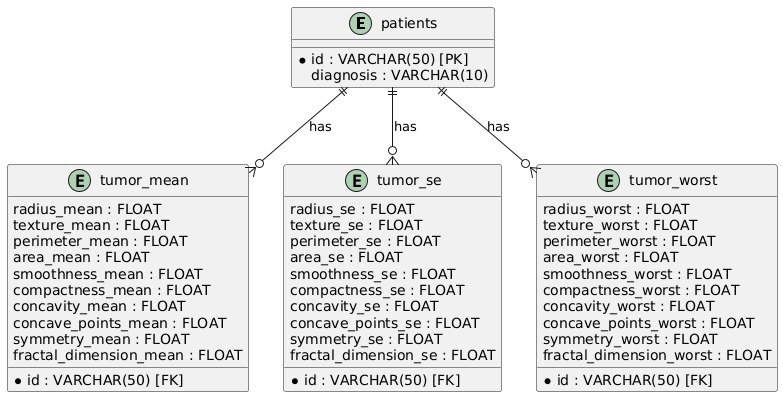 E patients
* id : VARCHAR(50) [PK]
diagnosis : VARCHAR(10)
has
has
has
E tumor_mean
radius_mean : FLOAT
texture_mean : FLOAT
perimeter_mean : FLOAT
area_mean : FLOAT
smoothness_mean : FLOAT
compactness_mean : FLOAT
concavity_mean : FLOAT
concave_points_mean : FLOAT
symmetry_mean : FLOAT
fractal_dimension_mean : FLOAT
* id : VARCHAR(50) [FK]
E tumor_se
radius_se : FLOAT
texture_se : FLOAT
perimeter_se : FLOAT
area_se : FLOAT
smoothness_se : FLOAT
compactness_se : FLOAT
concavity_se : FLOAT
concave_points_se : FLOAT
symmetry_se : FLOAT
fractal_dimension_se : FLOAT
* id : VARCHAR(50) [FK]
E tumor_worst
radius_worst : FLOAT
texture_worst : FLOAT
perimeter_worst : FLOAT
area_worst : FLOAT
smoothness_worst : FLOAT
compactness_worst : FLOAT
concavity_worst : FLOAT
concave_points_worst : FLOAT
symmetry_worst : FLOAT
fractal_dimension_worst : FLOAT
* id : VARCHAR(50) [FK]